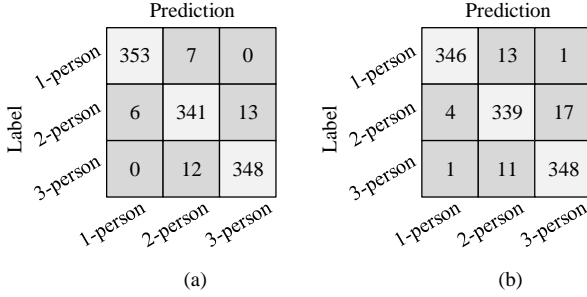 Prediction
Label
1-person 353 7 0
2-person 6 341 13
3-person 0 12 348
1-person 2-person 3-person
(a)
Prediction
Label
1-person 346 13 1
2-person 4 339 17
3-person 1 11 348
1-person 2-person 3-person
(b)